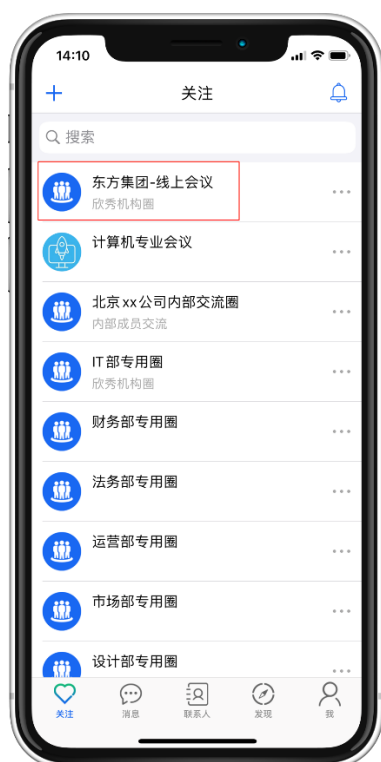 14:10
关注
搜索
东方集团-线上会议
欣秀机构圈
计算机专业会议
北京xx公司内部交流圈
内部成员交流
IT部专用圈
欣秀机构圈
财务部专用圈
法务部专用圈
运营部专用圈
市场部专用圈
设计部专用圈
关注 消息 联系人 发现 我